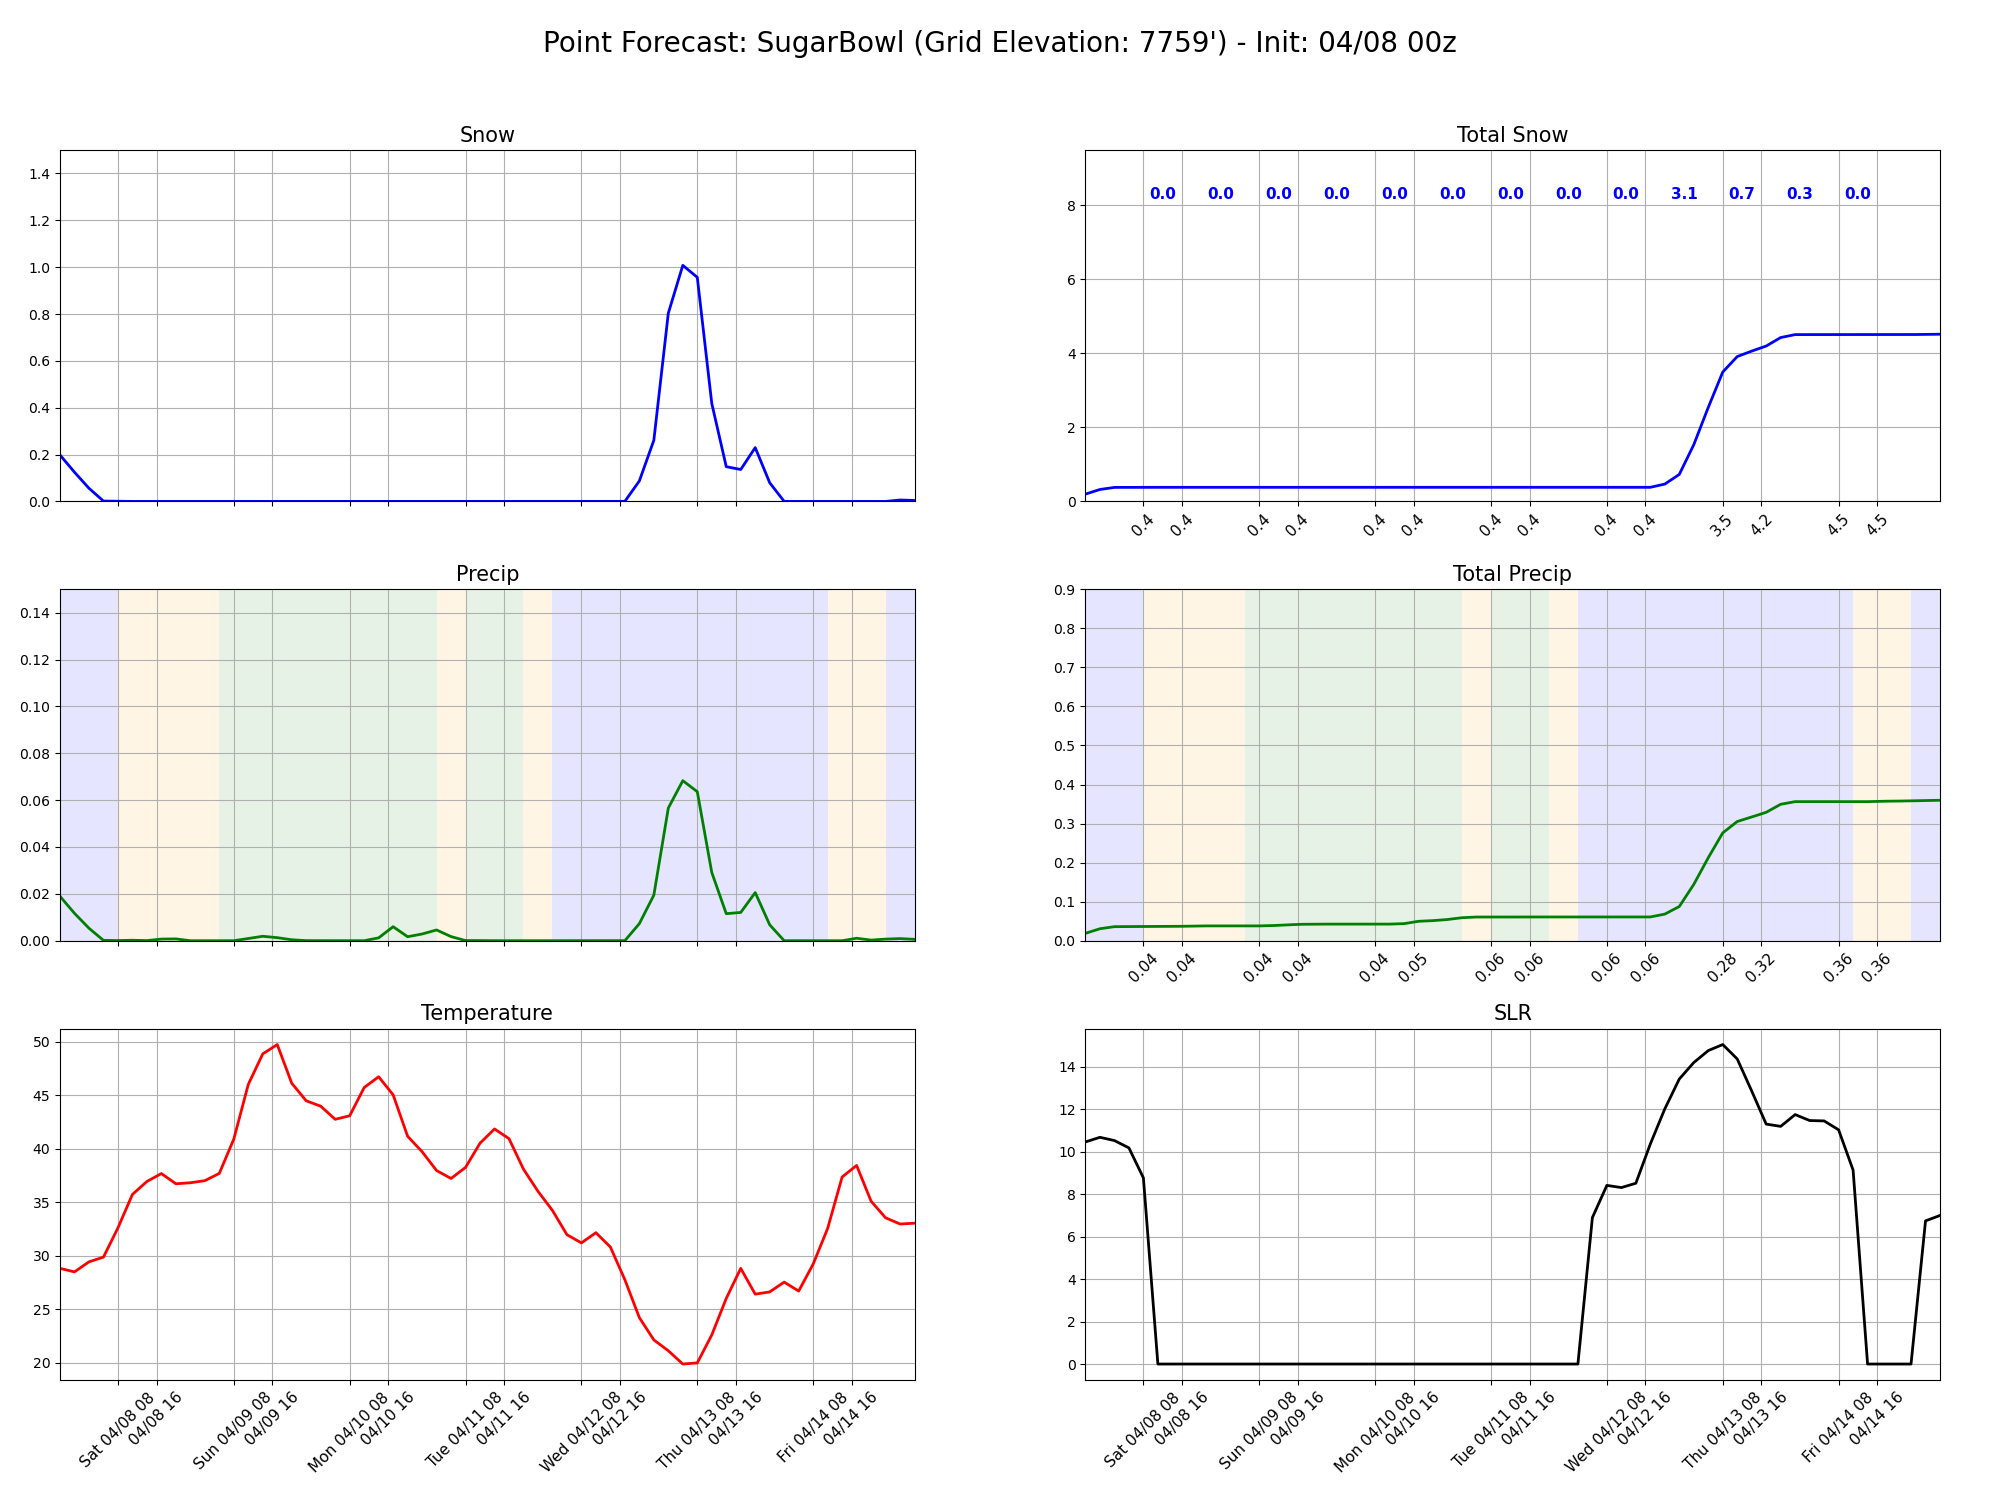 Point Forecast: SugarBowl (Grid Elevation: 7759') - Init: 04/08 00z
Snow
1.4
1.2
1.0
0.8
0.6
0.4
0.2
0.0
Total Snow
0.0 0.0 0.0 0.0 0.0 0.0 0.0 0.0 0.0 3.1 0.7 0.3 0.0
8
6
4
2
0
0.4 0.4 0.4 0.4 0.4 0.4 0.4 0.4 0.4 0.4 3.5 4.2 4.5 4.5
Precip
0.14
0.12
0.10
0.08
0.06
0.04
0.02
0.00
Total Precip
0.9
0.8
0.7
0.6
0.5
0.4
0.3
0.2
0.1
0.0
0.04 0.04 0.04 0.04 0.04 0.05 0.06 0.06 0.06 0.06 0.28 0.32 0.36 0.36
Temperature
50
45
40
35
30
25
20
Sat 04/08 08
04/08 16
Sun 04/09 08
04/09 16
Mon 04/10 08
04/10 16
Tue 04/11 08
04/11 16
Wed 04/12 08
04/12 16
Thu 04/13 08
04/13 16
Fri 04/14 08
04/14 16
SLR
14
12
10
8
6
4
2
0
Sat 04/08 08
04/08 16
Sun 04/09 08
04/09 16
Mon 04/10 08
04/10 16
Tue 04/11 08
04/11 16
Wed 04/12 08
04/12 16
Thu 04/13 08
04/13 16
Fri 04/14 08
04/14 16